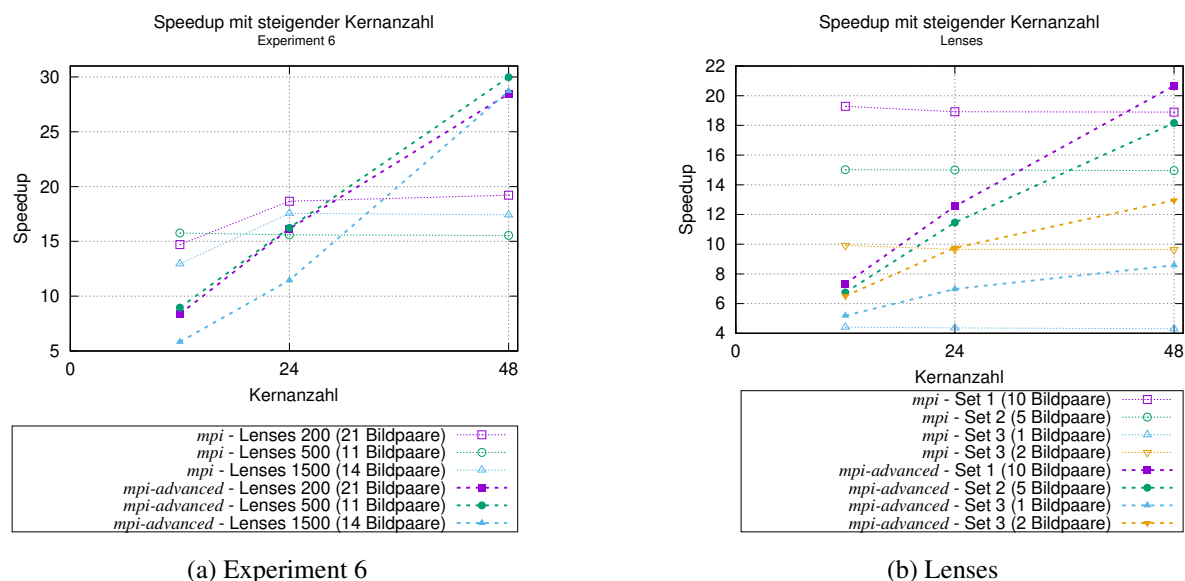 Speedup mit steigender Kernanzahl
Experiment 6
30
25
20
15
10
5
0
24
48
Speedup
Kernanzahl
mpi - Lenses 200 (21 Bildpaare)
mpi - Lenses 500 (11 Bildpaare)
mpi - Lenses 1500 (14 Bildpaare)
mpi-advanced - Lenses 200 (21 Bildpaare)
mpi-advanced - Lenses 500 (11 Bildpaare)
mpi-advanced - Lenses 1500 (14 Bildpaare)
(a) Experiment 6
Speedup mit steigender Kernanzahl
Lenses
22
20
18
16
14
12
10
8
6
4
0
24
48
Speedup
Kernanzahl
mpi - Set 1 (10 Bildpaare)
mpi - Set 2 (5 Bildpaare)
mpi - Set 3 (1 Bildpaare)
mpi - Set 3 (2 Bildpaare)
mpi-advanced - Set 1 (10 Bildpaare)
mpi-advanced - Set 2 (5 Bildpaare)
mpi-advanced - Set 3 (1 Bildpaare)
mpi-advanced - Set 3 (2 Bildpaare)
(b) Lenses